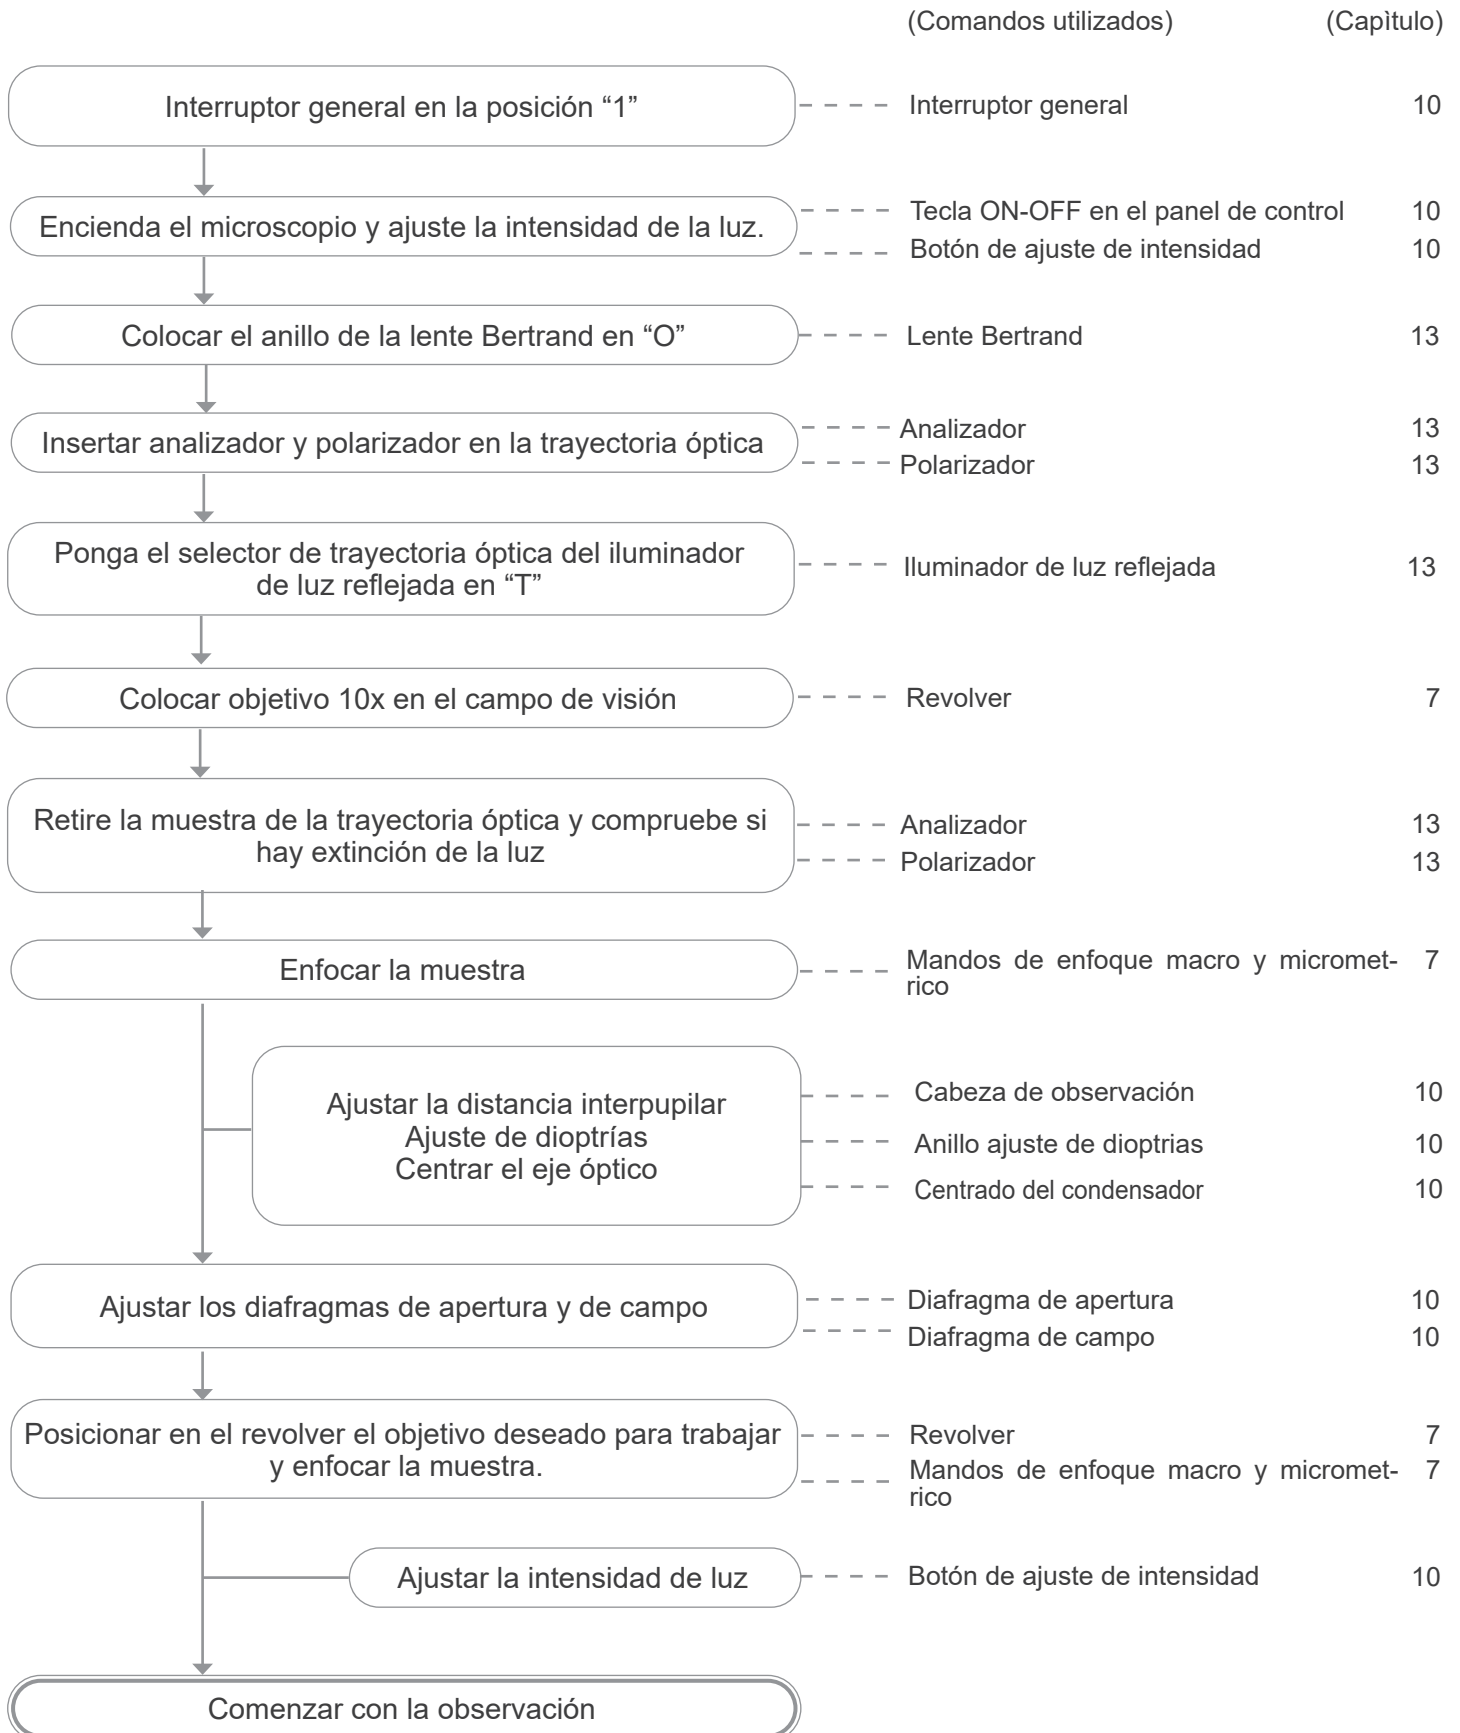 (Comandos utilizados) (Capìtulo)
Interruptor general en la posición “1” Interruptor general 10
Encienda el microscopio y ajuste la intensidad de la luz. Tecla ON-OFF en el panel de control 10
Botón de ajuste de intensidad 10
Colocar el anillo de la lente Bertrand en “O” Lente Bertrand 13
Insertar analizador y polarizador en la trayectoria óptica Analizador 13
Polarizador 13
Ponga el selector de trayectoria óptica del iluminador
de luz reflejada en “T” Iluminador de luz reflejada 13
Colocar objetivo 10x en el campo de visión Revolver 7
Retire la muestra de la trayectoria óptica y compruebe si
hay extinción de la luz Analizador 13
Polarizador 13
Enfocar la muestra Mandos de enfoque macro y micromet- 7
rico
Ajustar la distancia interpupilar Cabeza de observación 10
Ajuste de dioptrías Anillo ajuste de dioptrias 10
Centrar el eje óptico Centrado del condensador 10
Ajustar los diafragmas de apertura y de campo Diafragma de apertura 10
Diafragma de campo 10
Posicionar en el revolver el objetivo deseado para trabajar Revolver 7
y enfocar la muestra. Mandos de enfoque macro y micromet- 7
rico
Ajustar la intensidad de luz Botón de ajuste de intensidad 10
Comenzar con la observación